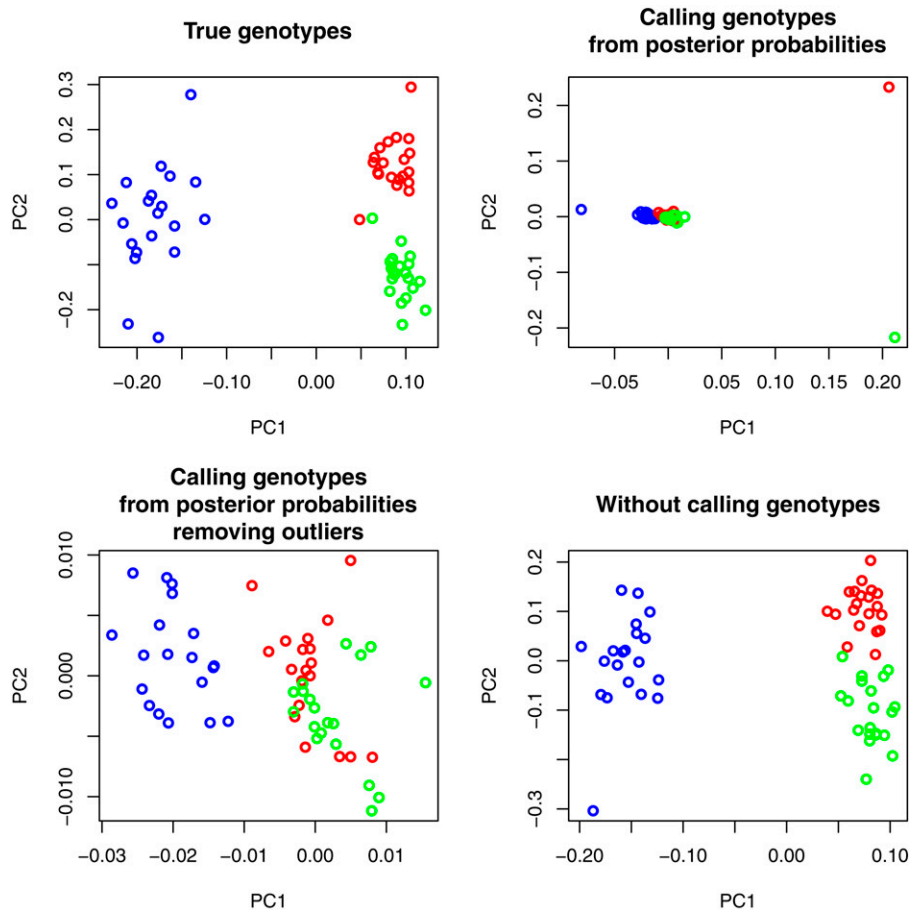 True genotypes
0.3
0.2
0.1
0.0
−0.2
PC2
−0.20
−0.10
0.00
0.10
PC1
Calling genotypes
from posterior probabilities
0.2
0.1
0.0
−0.1
−0.2
PC2
−0.05
0.05
0.10
0.15
0.20
PC1
Calling genotypes
from posterior probabilities
removing outliers
0.010
0.000
−0.010
PC2
−0.03
−0.02
−0.01
0.00
0.01
PC1
Without calling genotypes
0.2
0.1
0.0
−0.1
−0.3
PC2
−0.20
−0.10
0.00
0.10
PC1